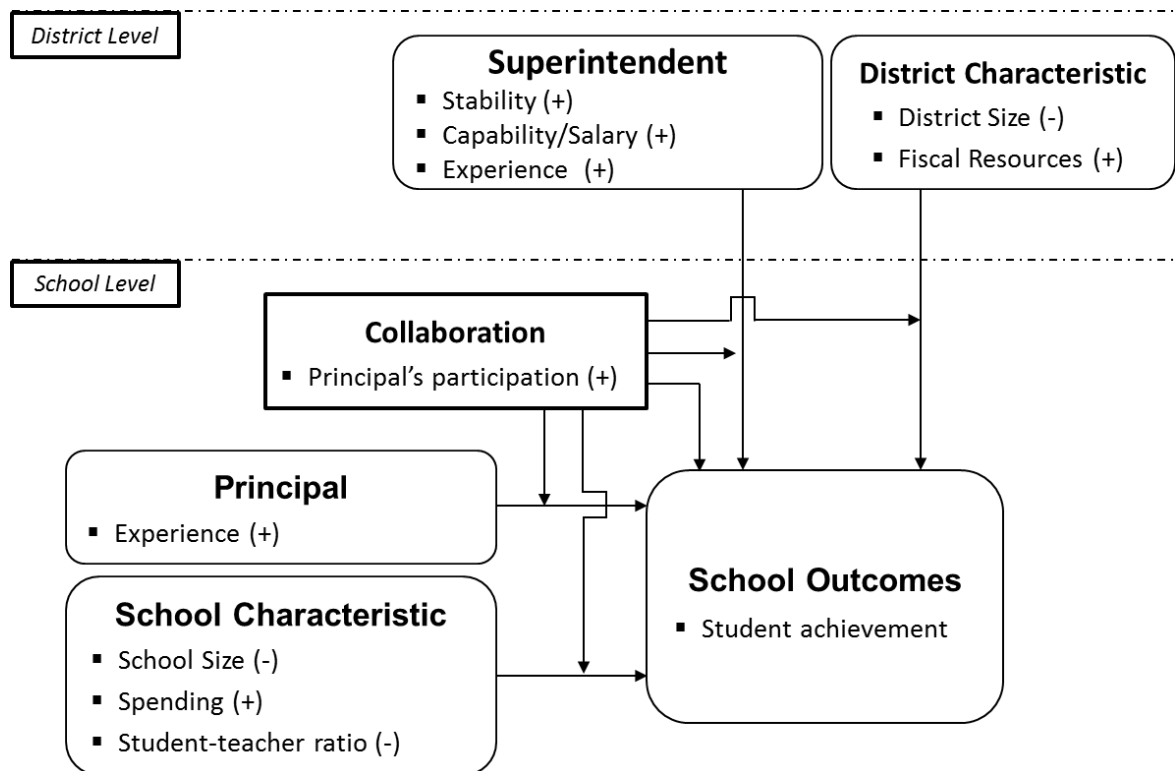 District Level
Superintendent
▪ Stability (+)
▪ Capability/Salary (+)
▪ Experience (+)
District Characteristic
▪ District Size (-)
▪ Fiscal Resources (+)
School Level
Collaboration
▪ Principal’s participation (+)
Principal
▪ Experience (+)
School Characteristic
▪ School Size (-)
▪ Spending (+)
▪ Student-teacher ratio (-)
School Outcomes
▪ Student achievement